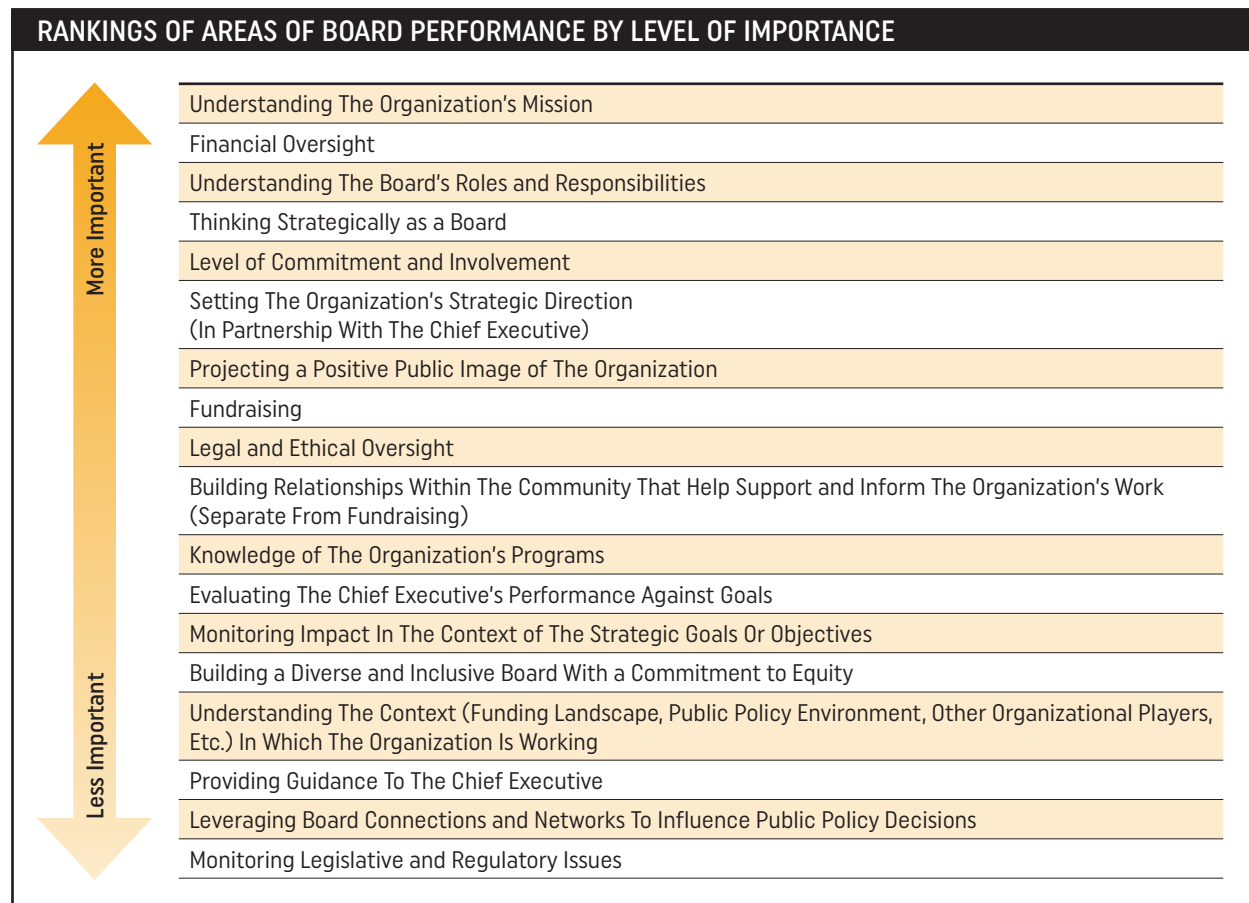 RANKINGS OF AREAS OF BOARD PERFORMANCE BY LEVEL OF IMPORTANCE
More Important
Less Important
Understanding The Organization's Mission
Financial Oversight
Understanding The Board's Roles and Responsibilities
Thinking Strategically as a Board
Level of Commitment and Involvement
Setting The Organization's Strategic Direction
(In Partnership With The Chief Executive)
Projecting a Positive Public Image of The Organization
Fundraising
Legal and Ethical Oversight
Building Relationships Within The Community That Help Support and Inform The Organization's Work
(Separate From Fundraising)
Knowledge of The Organization's Programs
Evaluating The Chief Executive's Performance Against Goals
Monitoring Impact In The Context of The Strategic Goals Or Objectives
Building a Diverse and Inclusive Board With a Commitment to Equity
Understanding The Context (Funding Landscape, Public Policy Environment, Other Organizational Players,
Etc.) In Which The Organization Is Working
Providing Guidance To The Chief Executive
Leveraging Board Connections and Networks To Influence Public Policy Decisions
Monitoring Legislative and Regulatory Issues